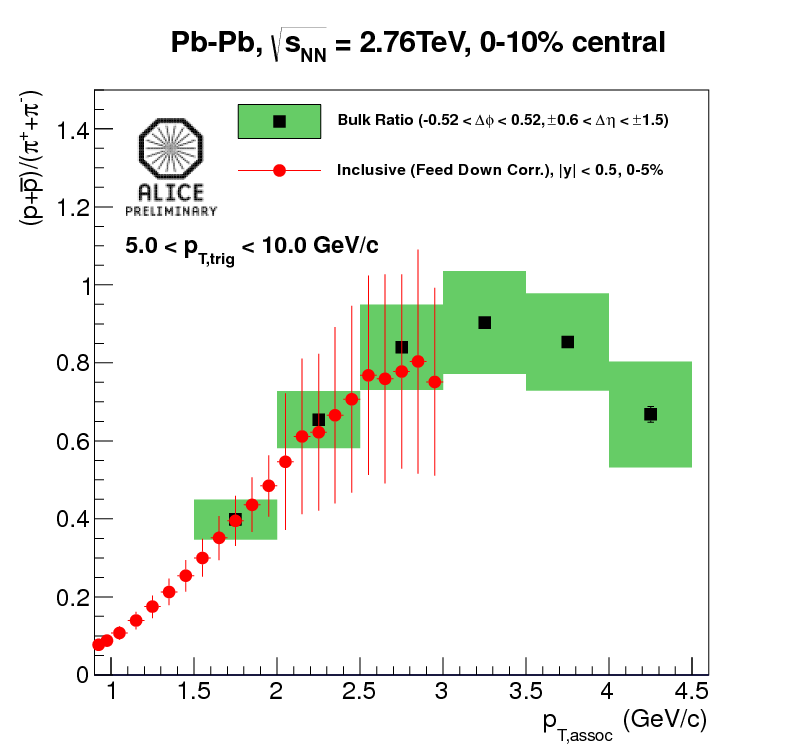 Pb-Pb, √sNN = 2.76TeV, 0-10% central
(p+p̅)/(π⁺+π⁻)
Bulk Ratio (-0.52 < Δϕ < 0.52, ±0.6 < Δη < ±1.5)
Inclusive (Feed Down Corr.), |y| < 0.5, 0-5%
ALICE
PRELIMINARY
5.0 < pT,trig < 10.0 GeV/c
1.4
1.2
1
0.8
0.6
0.4
0.2
0
1 1.5 2 2.5 3 3.5 4 4.5
pT,assoc (GeV/c)